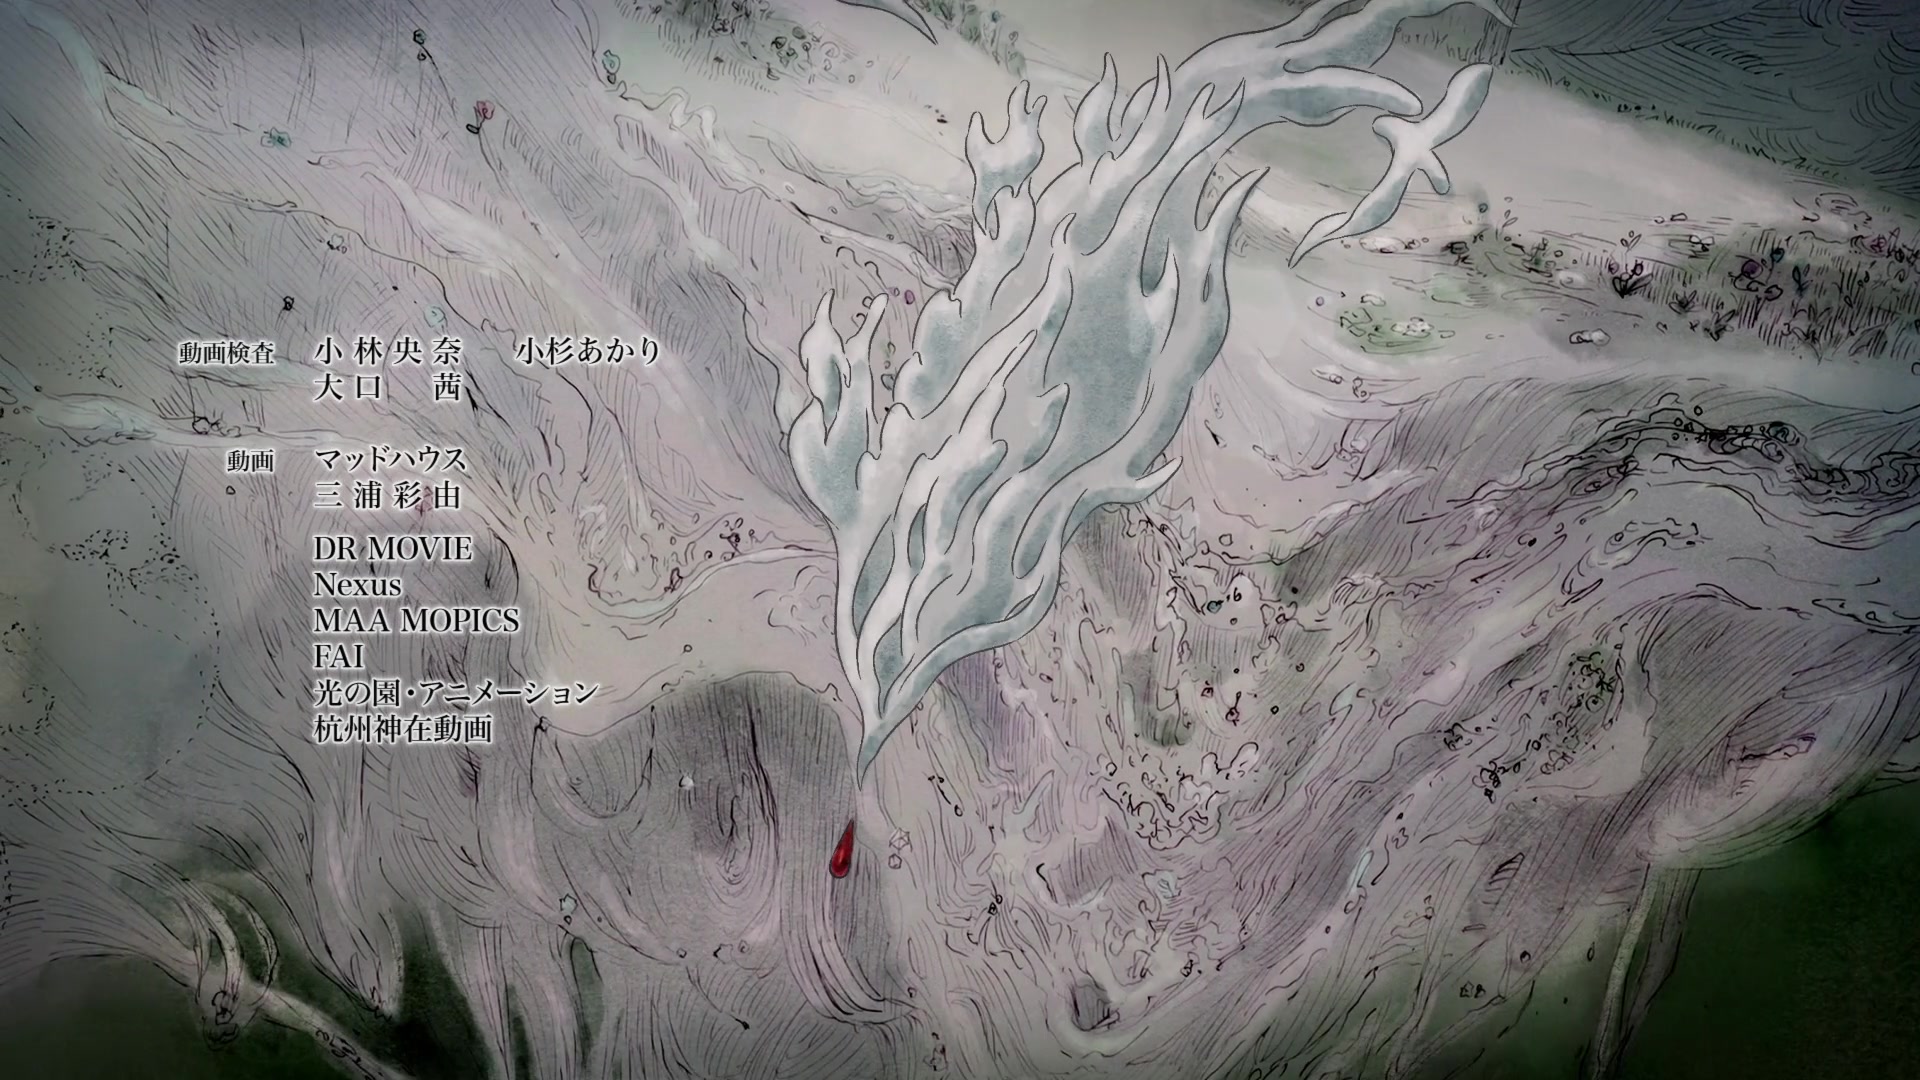 動画検査 小林央奈 小杉あかり
大口 茜
動画 マッドハウス
三浦彩由
DR MOVIE
Nexus
MAA MOPICS
FAI
光の園・アニメーション
杭州神在動画